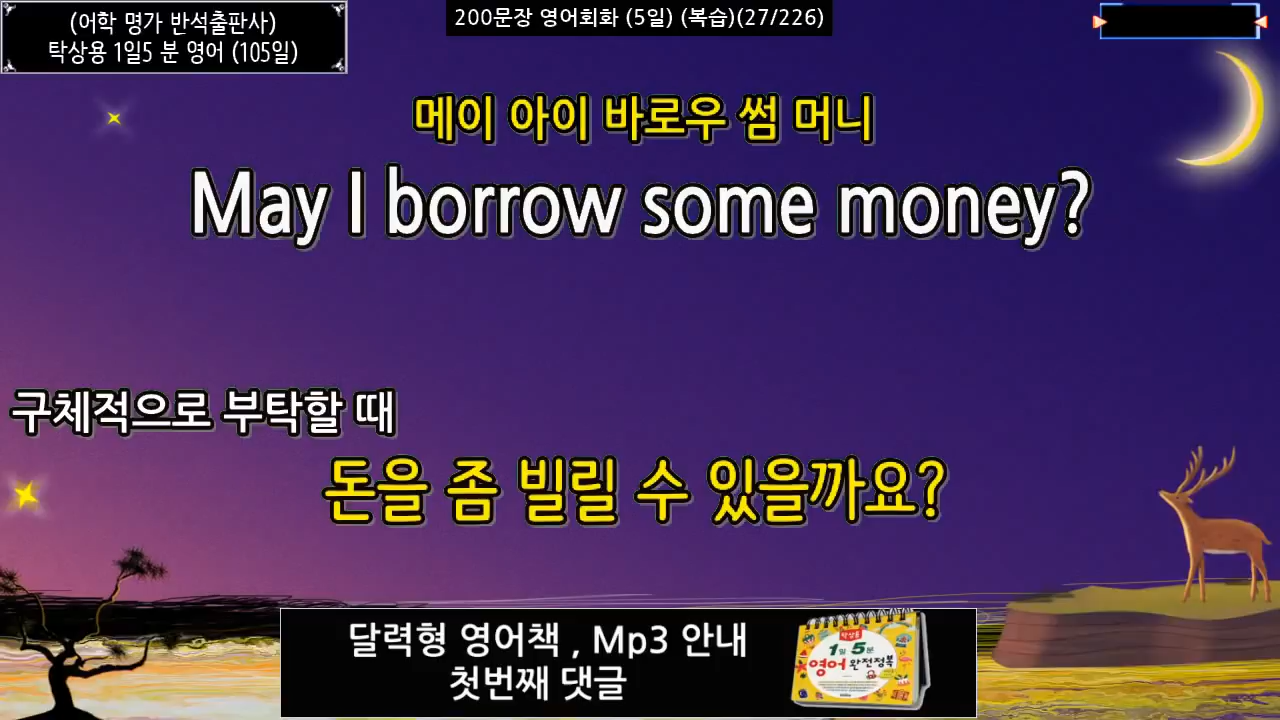 (어학 명가 반석출판사)
탁상용 1일5 분 영어 (105일)
200문장 영어회화 (5일) (복습)(27/226)
메이 아이 바로우 썸 머니
May I borrow some money?
구체적으로 부탁할 때
돈을 좀 빌릴 수 있을까요?
달력형 영어책 , Mp3 안내
첫번째 댓글
탁상용
1일 5분
영어 완전정복